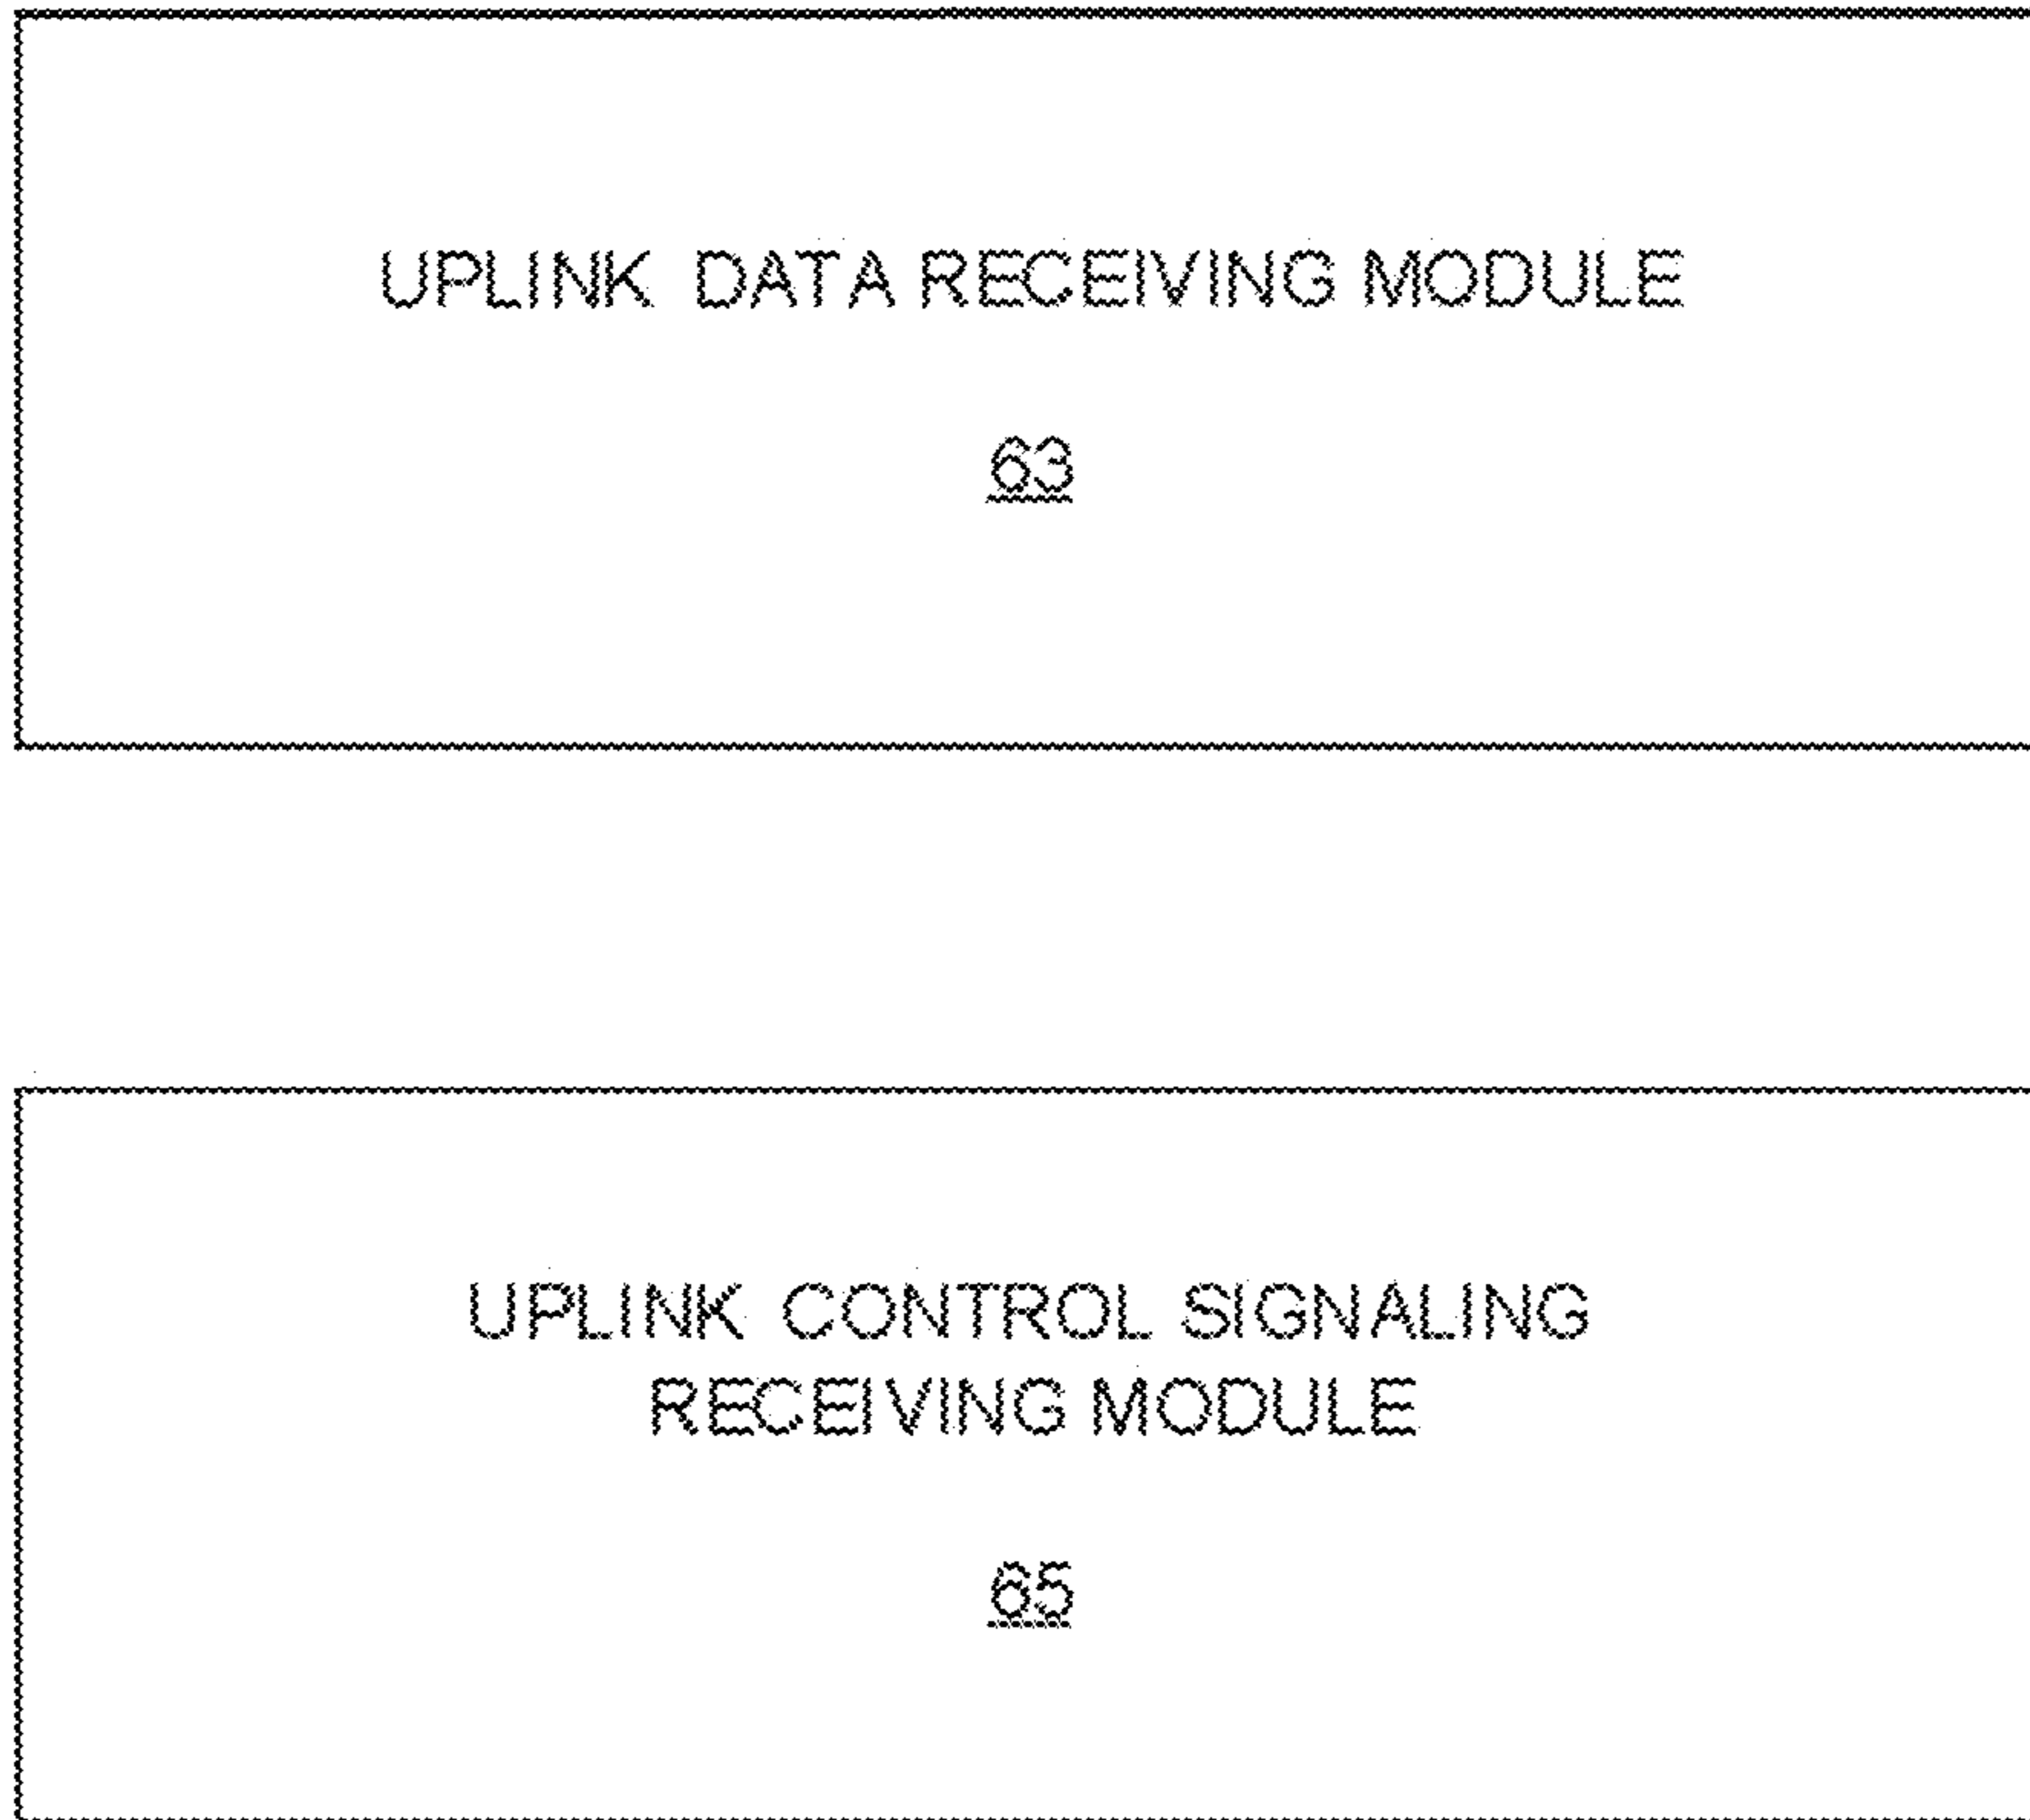 UPLINK DATA RECEIVING MODULE
63
UPLINK CONTROL SIGNALING
RECEIVING MODULE
65